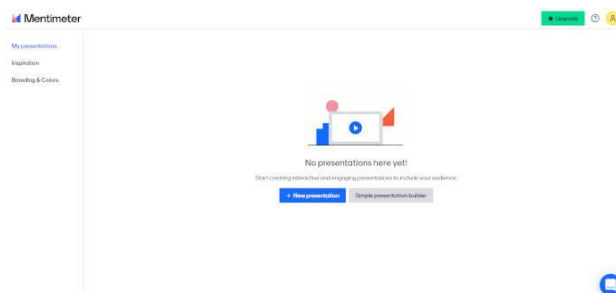 Mentimeter
Upgrade
My presentations
Inspiration
Branding & Colors
No presentations here yet!
Start creating interactive and engaging presentations to include your audience.
+ New presentation
Simple presentation builder